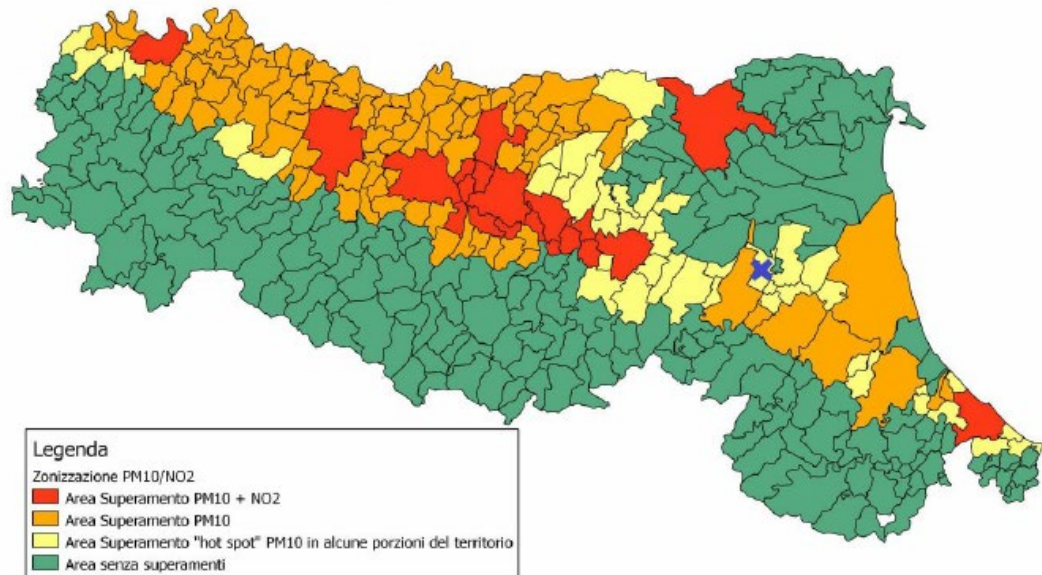 Legenda
Zonizzazione PM10/NO2
Area Superamento PM10 + NO2
Area Superamento PM10
Area Superamento "hot spot" PM10 in alcune porzioni del territorio
Area senza superamenti